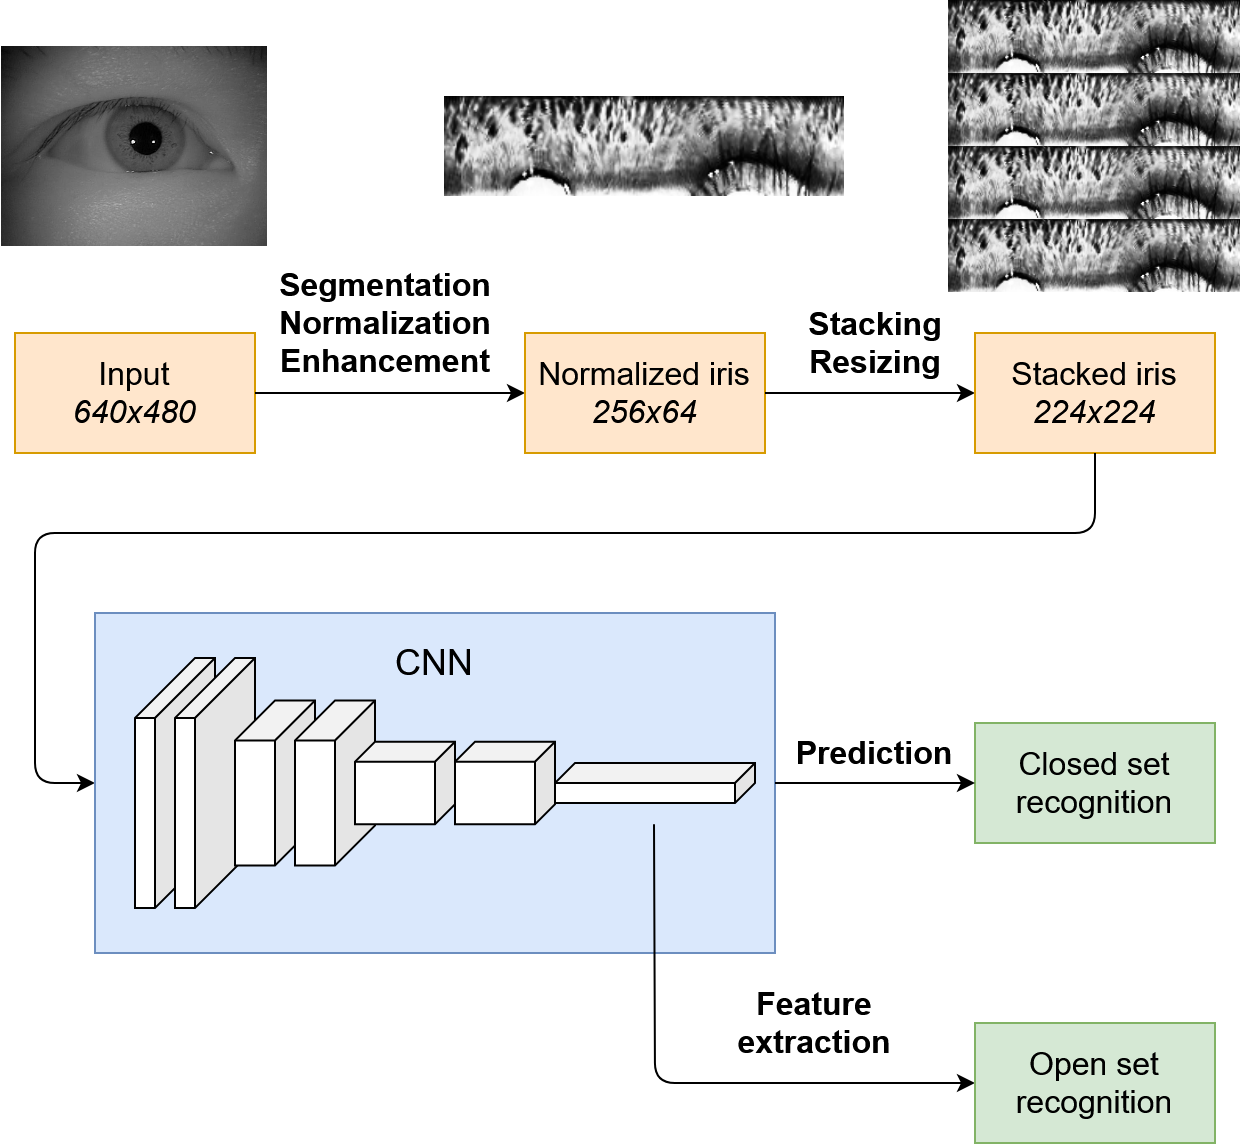 Segmentation
Normalization
Enhancement
Stacking
Resizing
Input
640x480
Normalized iris
256x64
Stacked iris
224x224
CNN
Prediction
Closed set
recognition
Feature
extraction
Open set
recognition